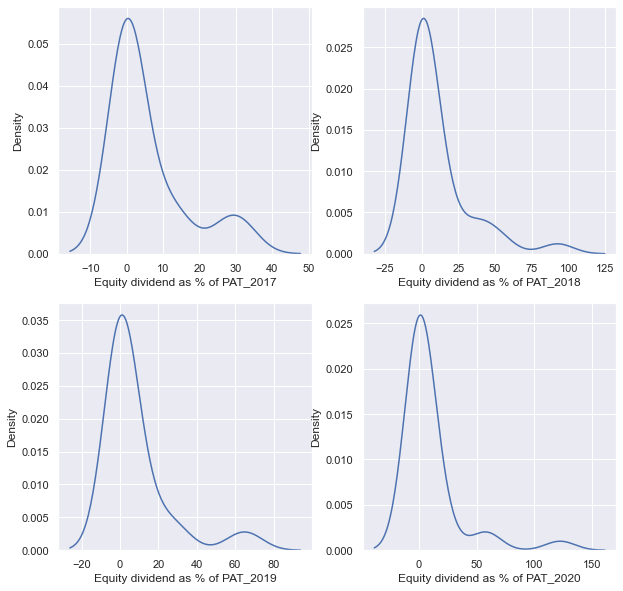 Density
0.05
0.04
0.03
0.02
0.01
0.00
−10 0 10 20 30 40 50
Equity dividend as % of PAT_2017
Density
0.025
0.020
0.015
0.010
0.005
0.000
−25 0 25 50 75 100 125
Equity dividend as % of PAT_2018
Density
0.035
0.030
0.025
0.020
0.015
0.010
0.005
0.000
−20 0 20 40 60 80
Equity dividend as % of PAT_2019
Density
0.025
0.020
0.015
0.010
0.005
0.000
0 50 100 150
Equity dividend as % of PAT_2020